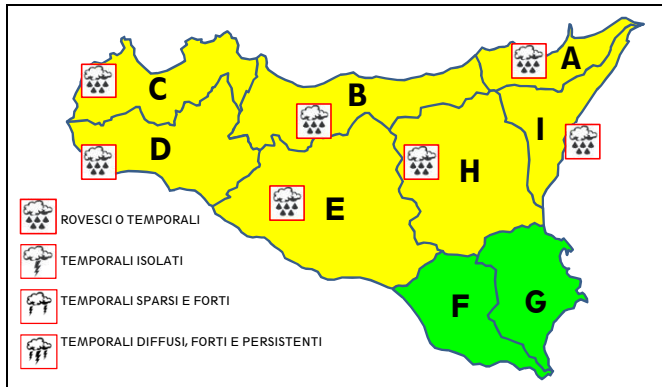 A
B
C
D
I
H
E
F
G
ROVESCI O TEMPORALI
TEMPORALI ISOLATI
TEMPORALI SPARSI E FORTI
TEMPORALI DIFFUSI, FORTI E PERSISTENTI